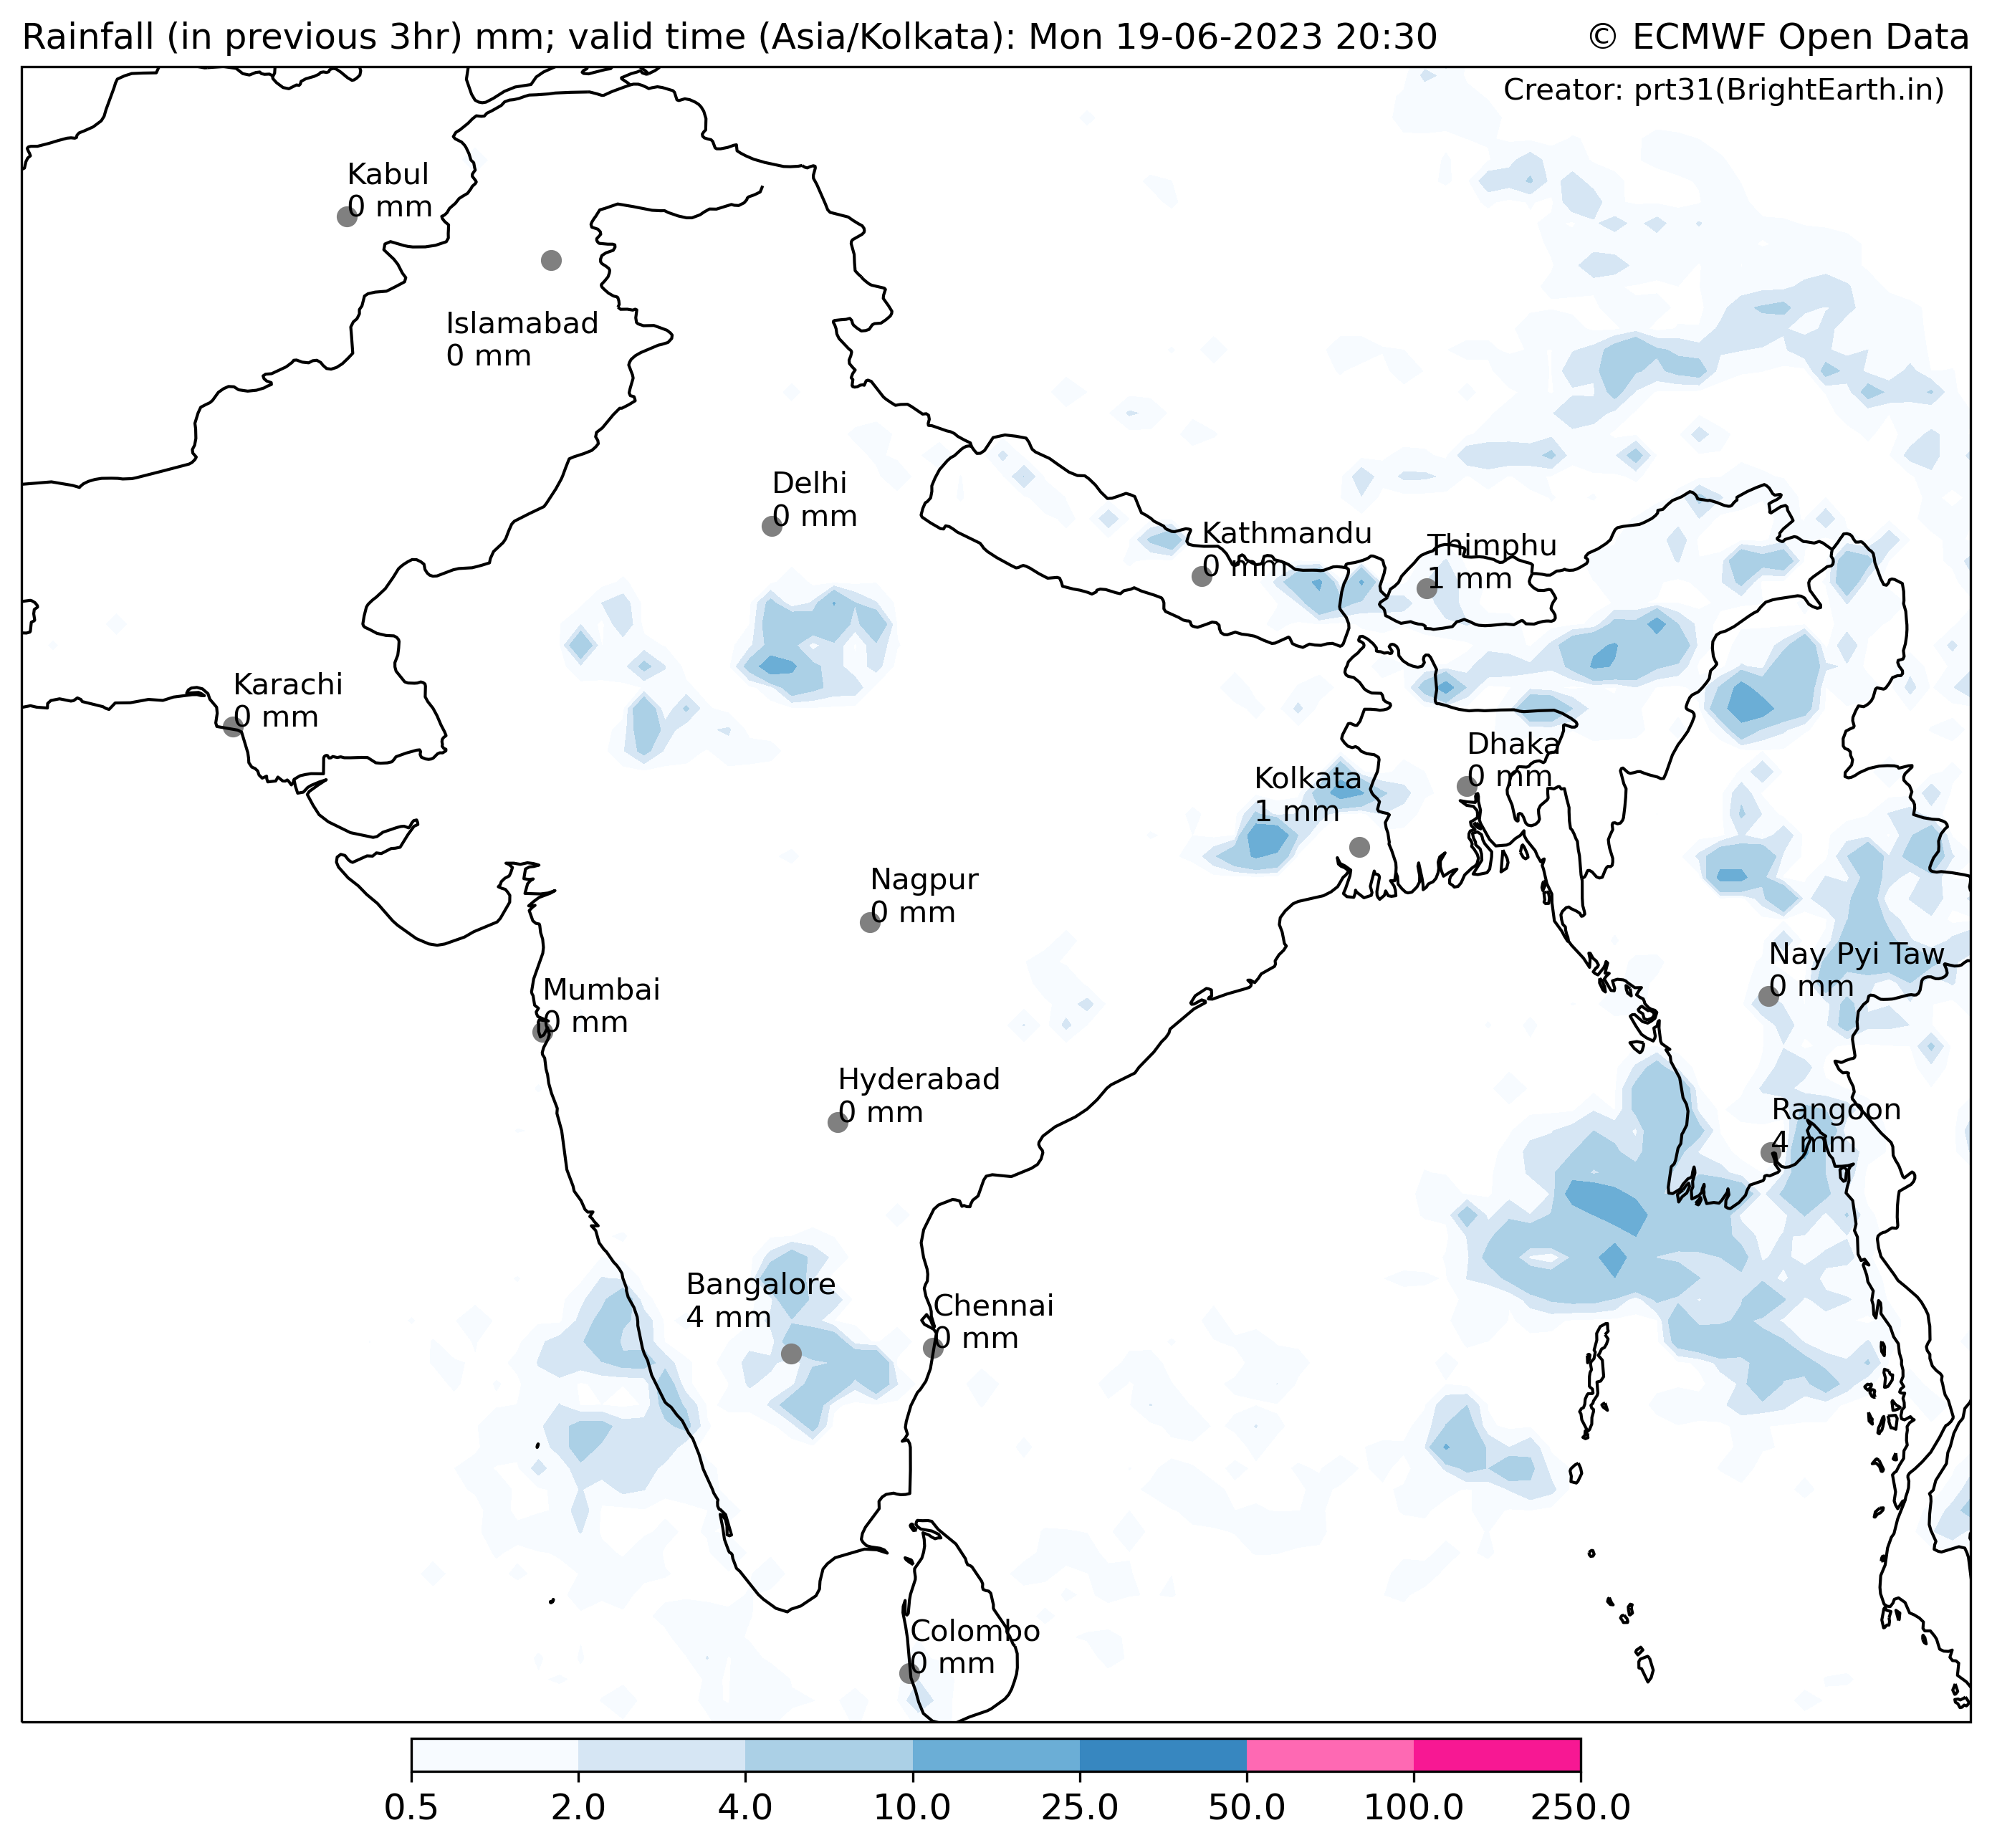 Rainfall (in previous 3hr) mm; valid time (Asia/Kolkata): Mon 19-06-2023 20:30
© ECMWF Open Data
Creator: prt31(BrightEarth.in)
Kabul
0 mm
Islamabad
0 mm
Delhi
0 mm
Kathmandu
0 mm
Thimphu
1 mm
Karachi
0 mm
Dhaka
0 mm
Kolkata
1 mm
Nagpur
0 mm
Nay Pyi Taw
0 mm
Mumbai
0 mm
Hyderabad
0 mm
Rangoon
4 mm
Bangalore
4 mm
Chennai
0 mm
Colombo
0 mm
0.5 2.0 4.0 10.0 25.0 50.0 100.0 250.0